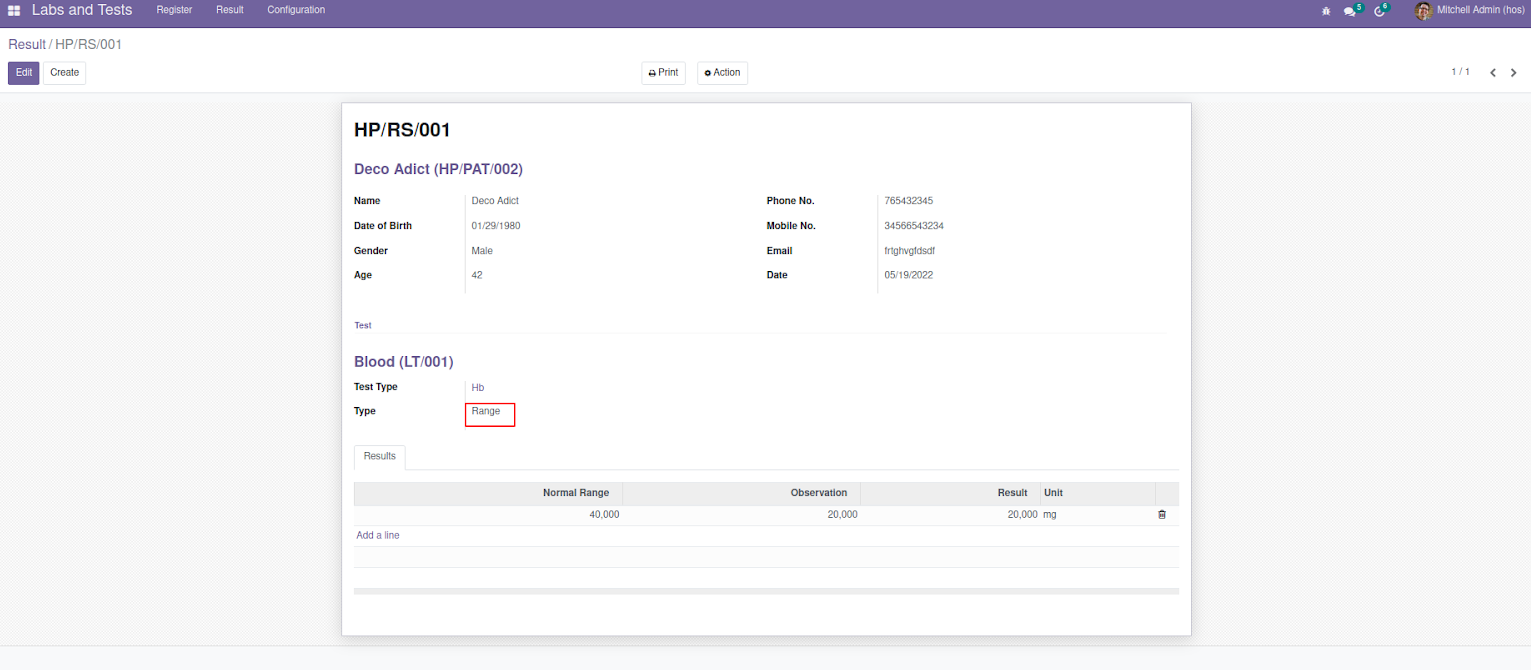 Labs and Tests Register Result Configuration 5 6 Mitchell Admin (hos)
Result / HP/RS/001
Edit Create Print Action 1 / 1
HP/RS/001
Deco Adict (HP/PAT/002)
Name Deco Adict Phone No. 765432345
Date of Birth 01/29/1980 Mobile No. 34566543234
Gender Male Email frtghvgfdsdf
Age 42 Date 05/19/2022
Test
Blood (LT/001)
Test Type Hb
Type Range
Results
Normal Range Observation Result Unit
40,000 20,000 20,000 mg
Add a line